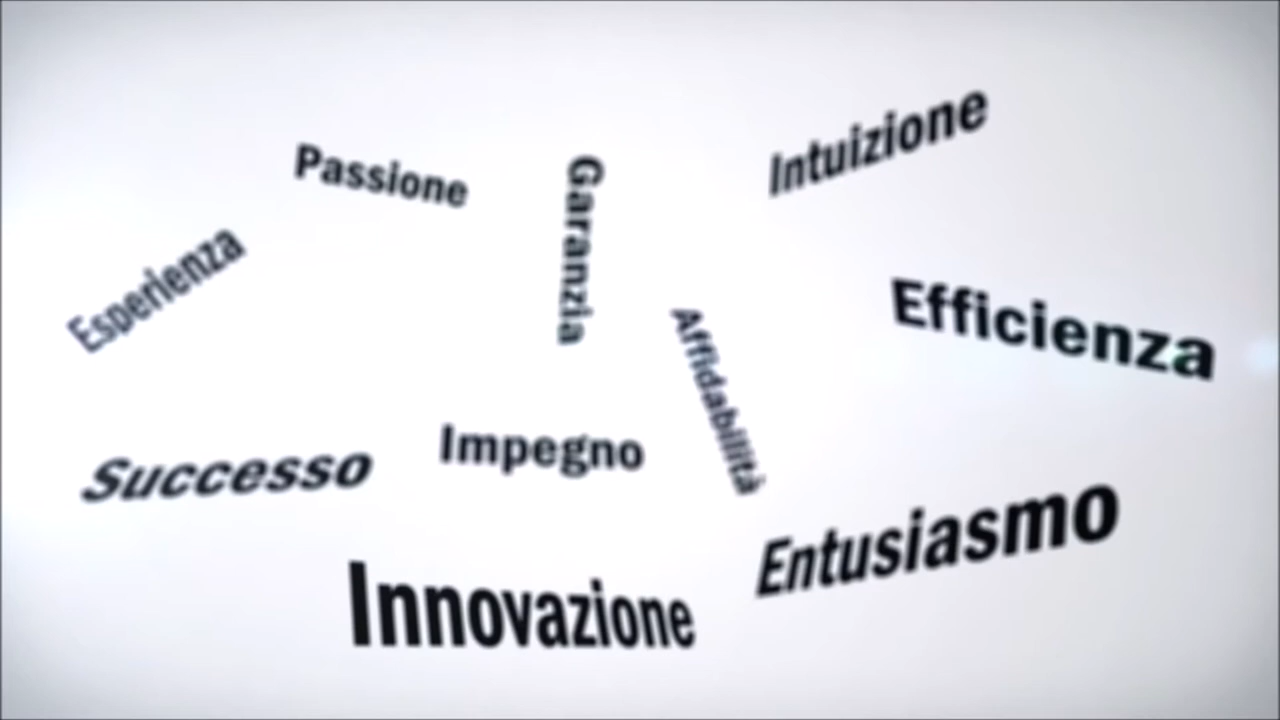 Passione
Garanzia
Intuizione
Esperienza
Efficienza
Affidabilità
Successo
Impegno
Entusiasmo
Innovazione